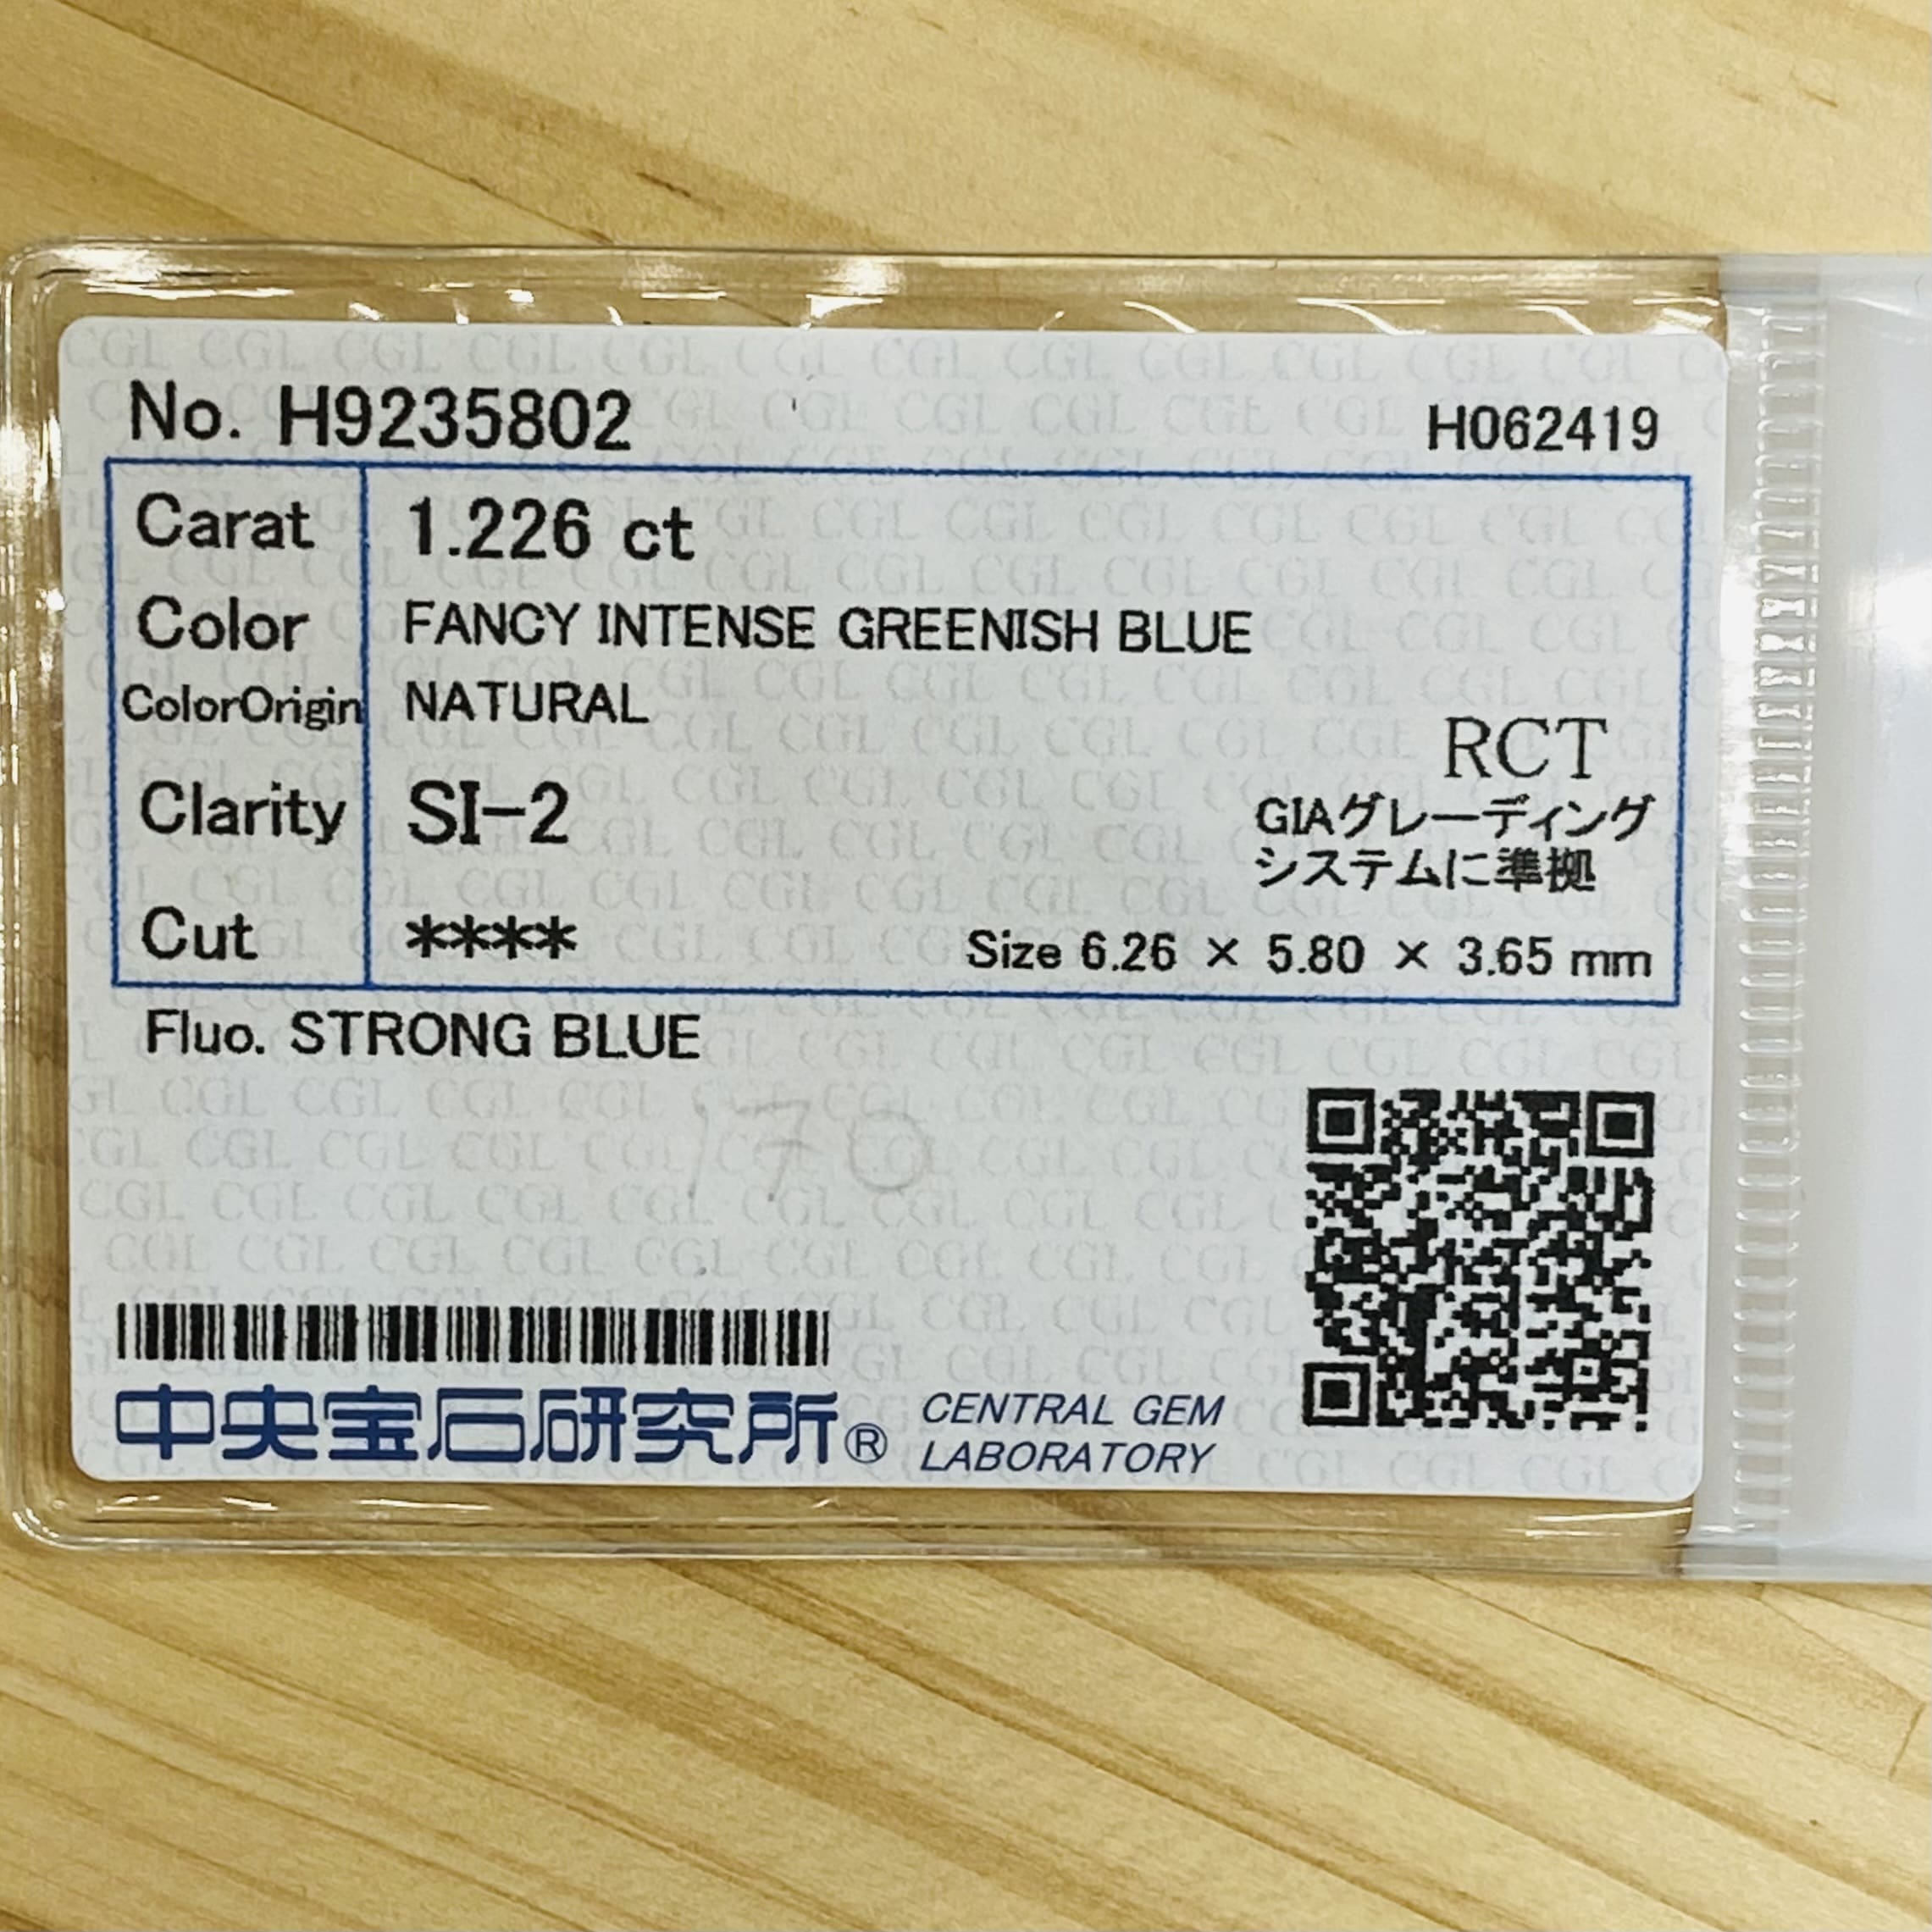 No. H9235802 H062419
Carat 1.226 ct
Color FANCY INTENSE GREENISH BLUE
ColorOrigin NATURAL
RCT
Clarity SI-2 GIAグレーディング
システムに準拠
Cut **** Size 6.26 × 5.80 × 3.65 mm
Fluo. STRONG BLUE
170
中央宝石研究所® CENTRAL GEM
LABORATORY